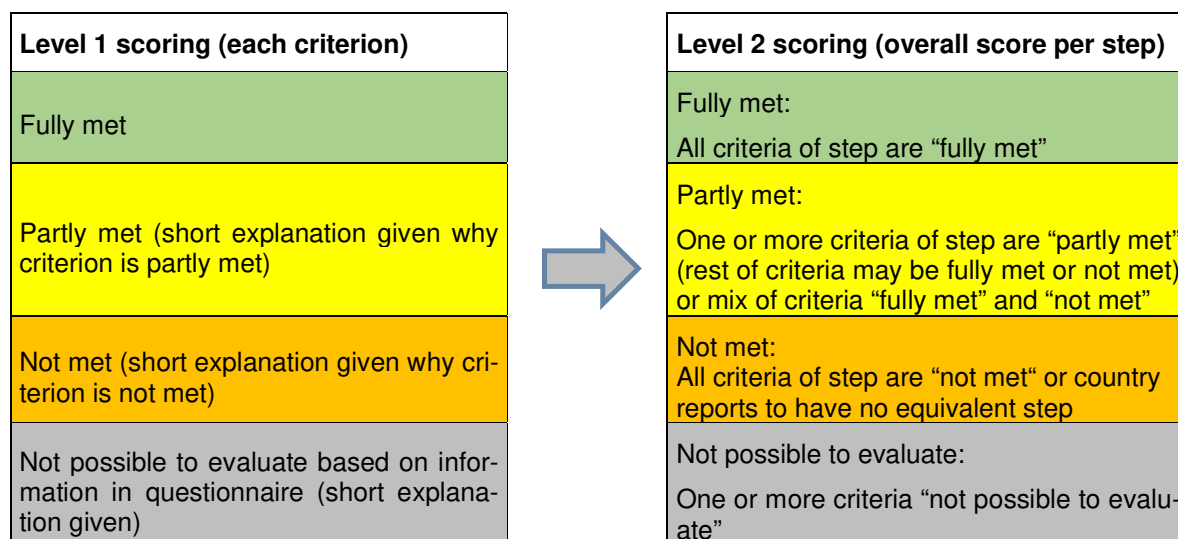 Level 1 scoring (each criterion)
Fully met
Partly met (short explanation given why
criterion is partly met)
Not met (short explanation given why cri-
terion is not met)
Not possible to evaluate based on infor-
mation in questionnaire (short explana-
tion given)
Level 2 scoring (overall score per step)
Fully met:
All criteria of step are “fully met”
Partly met:
One or more criteria of step are “partly met”
(rest of criteria may be fully met or not met)
or mix of criteria “fully met” and “not met”
Not met:
All criteria of step are “not met“ or country
reports to have no equivalent step
Not possible to evaluate:
One or more criteria “not possible to evalu-
ate”